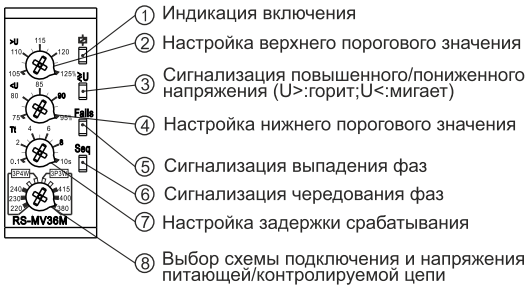 >U
115
110
120
105
125%
≥U
<U
85
80
90
75
95%
Fails
Tt
4
6
2
8
0.1
10s
Seq
3P4W
3P3W
240
415
230
400
220
380
RS-MV36M
1 Индикация включения
2 Настройка верхнего порогового значения
3 Сигнализация повышенного/пониженного
напряжения (U>:горит;U<:мигает)
4 Настройка нижнего порогового значения
5 Сигнализация выпадения фаз
6 Сигнализация чередования фаз
7 Настройка задержки срабатывания
8 Выбор схемы подключения и напряжения
питающей/контролируемой цепи